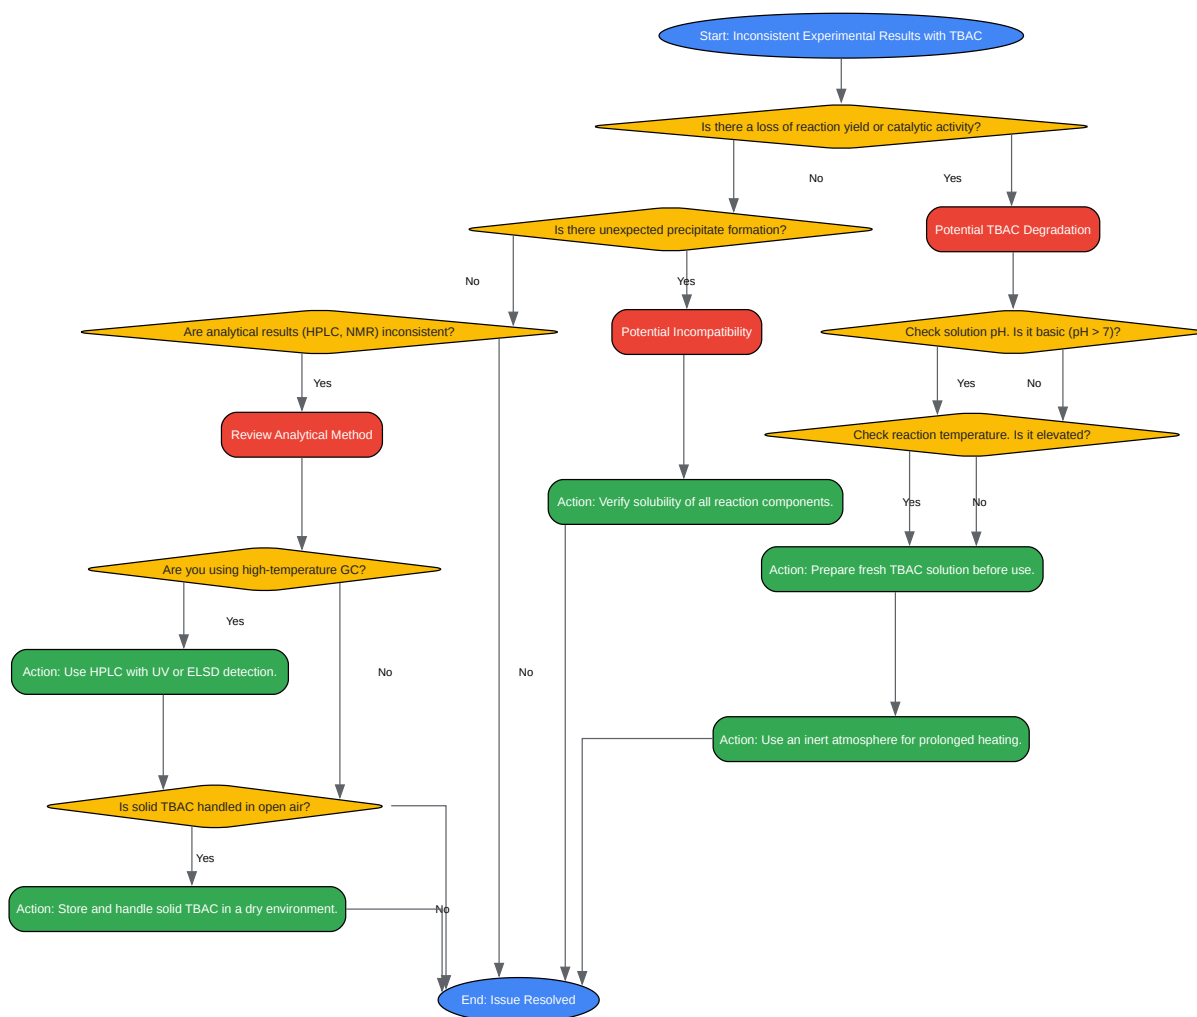 Start: Inconsistent Experimental Results with TBAC
Is there a loss of reaction yield or catalytic activity?
No
Yes
Is there unexpected precipitate formation?
Potential TBAC Degradation
No
Yes
Are analytical results (HPLC, NMR) inconsistent?
Potential Incompatibility
Check solution pH. Is it basic (pH > 7)?
Yes
Yes
No
Review Analytical Method
Check reaction temperature. Is it elevated?
Action: Verify solubility of all reaction components.
Yes
No
Are you using high-temperature GC?
Action: Prepare fresh TBAC solution before use.
Yes
Action: Use HPLC with UV or ELSD detection.
No
No
Action: Use an inert atmosphere for prolonged heating.
Is solid TBAC handled in open air?
Yes
Action: Store and handle solid TBAC in a dry environment.
No
End: Issue Resolved